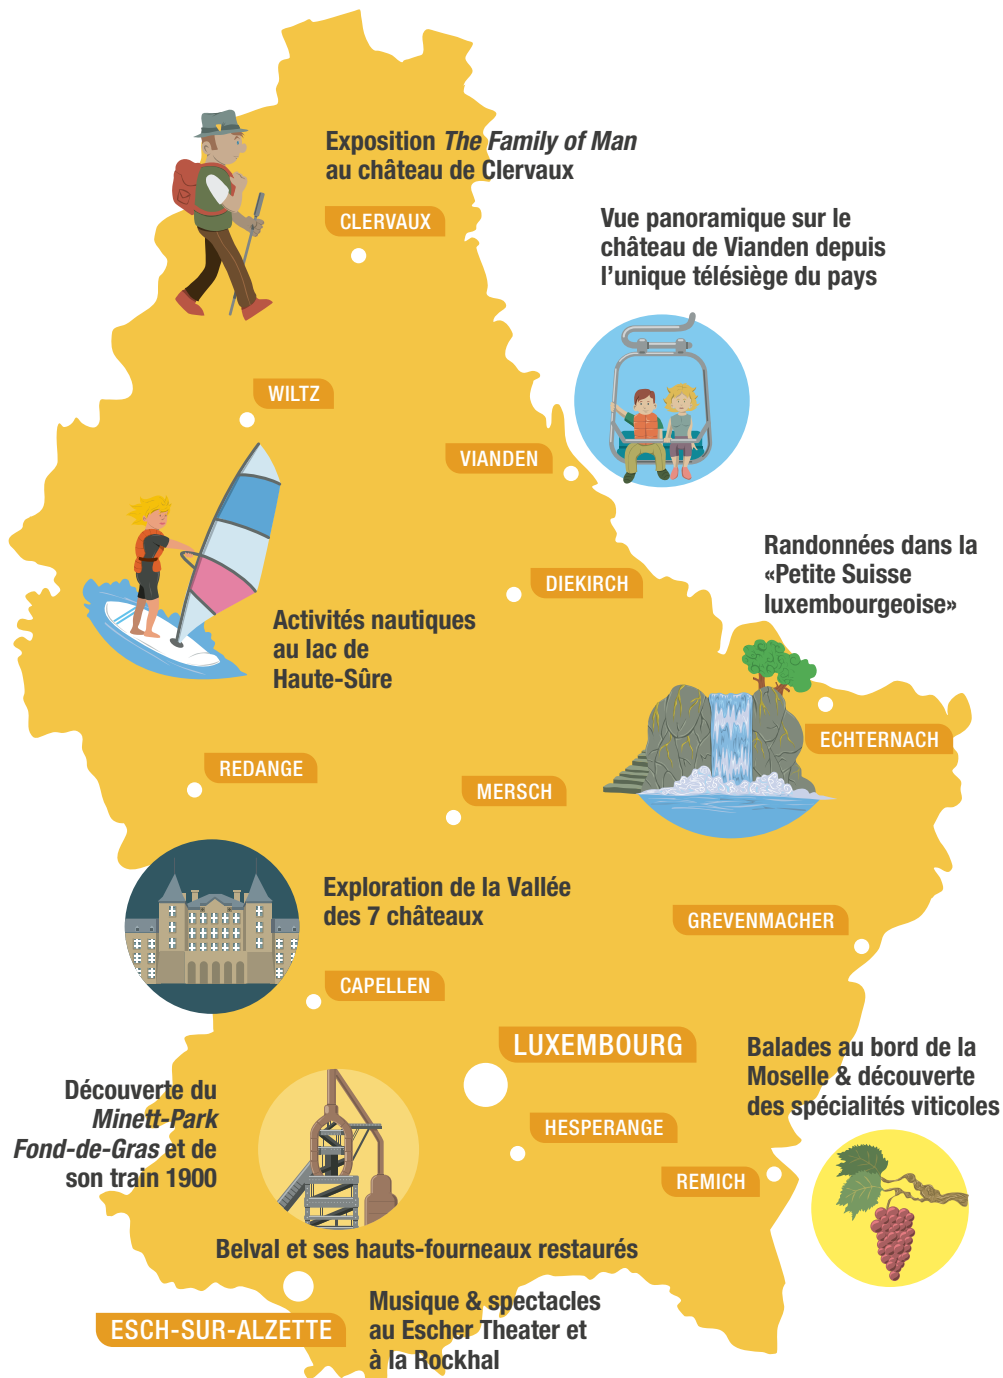 Exposition The Family of Man
au château de Clervaux
CLERVAUX
Vue panoramique sur le
château de Vianden depuis
l'unique télésiège du pays
WILTZ
VIANDEN
Randonnées dans la
«Petite Suisse
luxembourgeoise»
DIEKIRCH
Activités nautiques
au lac de
Haute-Sûre
ECHTERNACH
REDANGE
MERSCH
Exploration de la Vallée
des 7 châteaux
GREVENMACHER
CAPELLEN
LUXEMBOURG
Balades au bord de la
Moselle & découverte
des spécialités viticoles
Découverte du
Minett-Park
Fond-de-Gras et de
son train 1900
HESPERANGE
REMICH
Belval et ses hauts-fourneaux restaurés
ESCH-SUR-ALZETTE
Musique & spectacles
au Escher Theater et
à la Rockhal